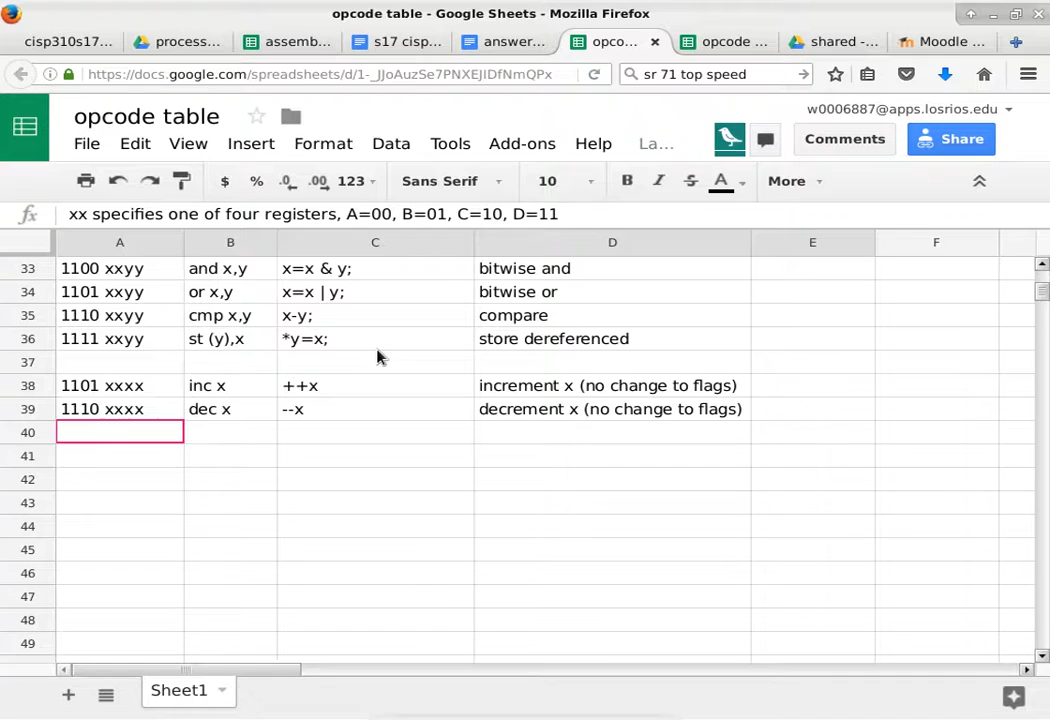 opcode table - Google Sheets - Mozilla Firefox
cisp310s17... process... assemb... s17 cisp... answer... opco... opcode ... shared -... Moodle ...
https://docs.google.com/spreadsheets/d/1-_JJoAuzSe7PNXEJIDfNmQPx sr 71 top speed
opcode table w0006887@apps.losrios.edu
File Edit View Insert Format Data Tools Add-ons Help La... Comments Share
$ % .0 .00 123 Sans Serif 10 B I S A More
fx xx specifies one of four registers, A=00, B=01, C=10, D=11
A B C D E F
33 1100 xxyy and x,y x=x & y; bitwise and
34 1101 xxyy or x,y x=x | y; bitwise or
35 1110 xxyy cmp x,y x-y; compare
36 1111 xxyy st (y),x *y=x; store dereferenced
37
38 1101 xxxx inc x ++x increment x (no change to flags)
39 1110 xxxx dec x --x decrement x (no change to flags)
40
41
42
43
44
45
46
47
48
49
+ Sheet1